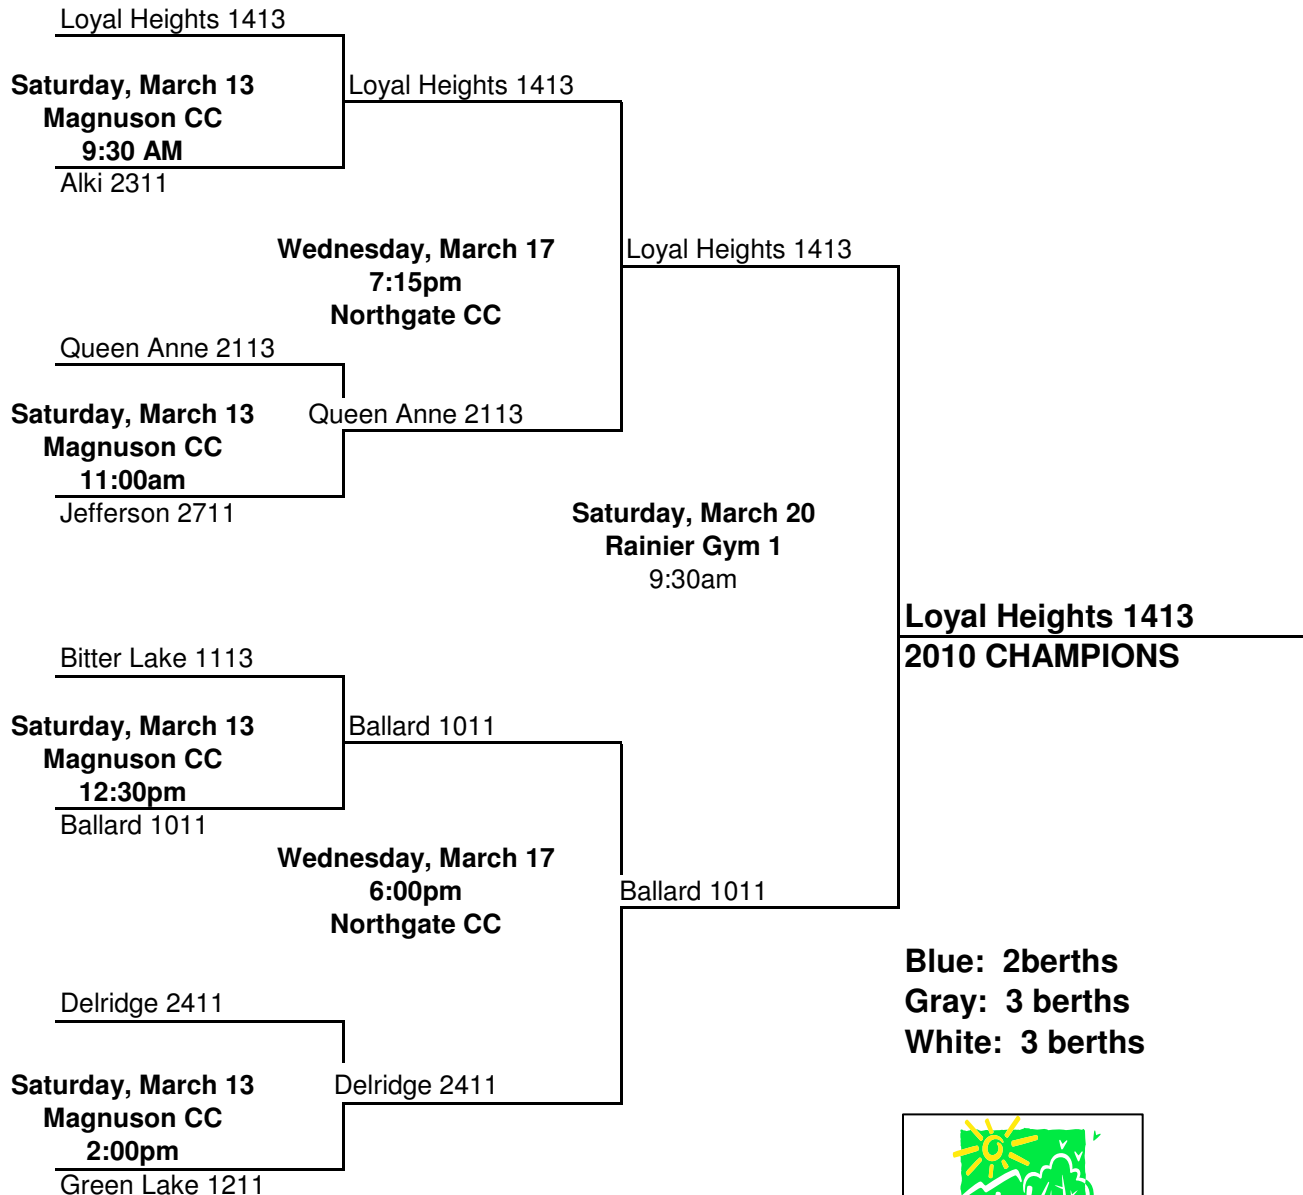 Loyal Heights 1413
Saturday, March 13
Magnuson CC
9:30 AM
Alki 2311
Loyal Heights 1413
Wednesday, March 17
7:15pm
Northgate CC
Loyal Heights 1413
Queen Anne 2113
Saturday, March 13
Magnuson CC
11:00am
Jefferson 2711
Queen Anne 2113
Saturday, March 20
Rainier Gym 1
9:30am
Loyal Heights 1413
2010 CHAMPIONS
Bitter Lake 1113
Saturday, March 13
Magnuson CC
12:30pm
Ballard 1011
Ballard 1011
Wednesday, March 17
6:00pm
Northgate CC
Ballard 1011
Delridge 2411
Saturday, March 13
Magnuson CC
2:00pm
Green Lake 1211
Delridge 2411
Blue:  2berths
Gray:  3 berths
White:  3 berths